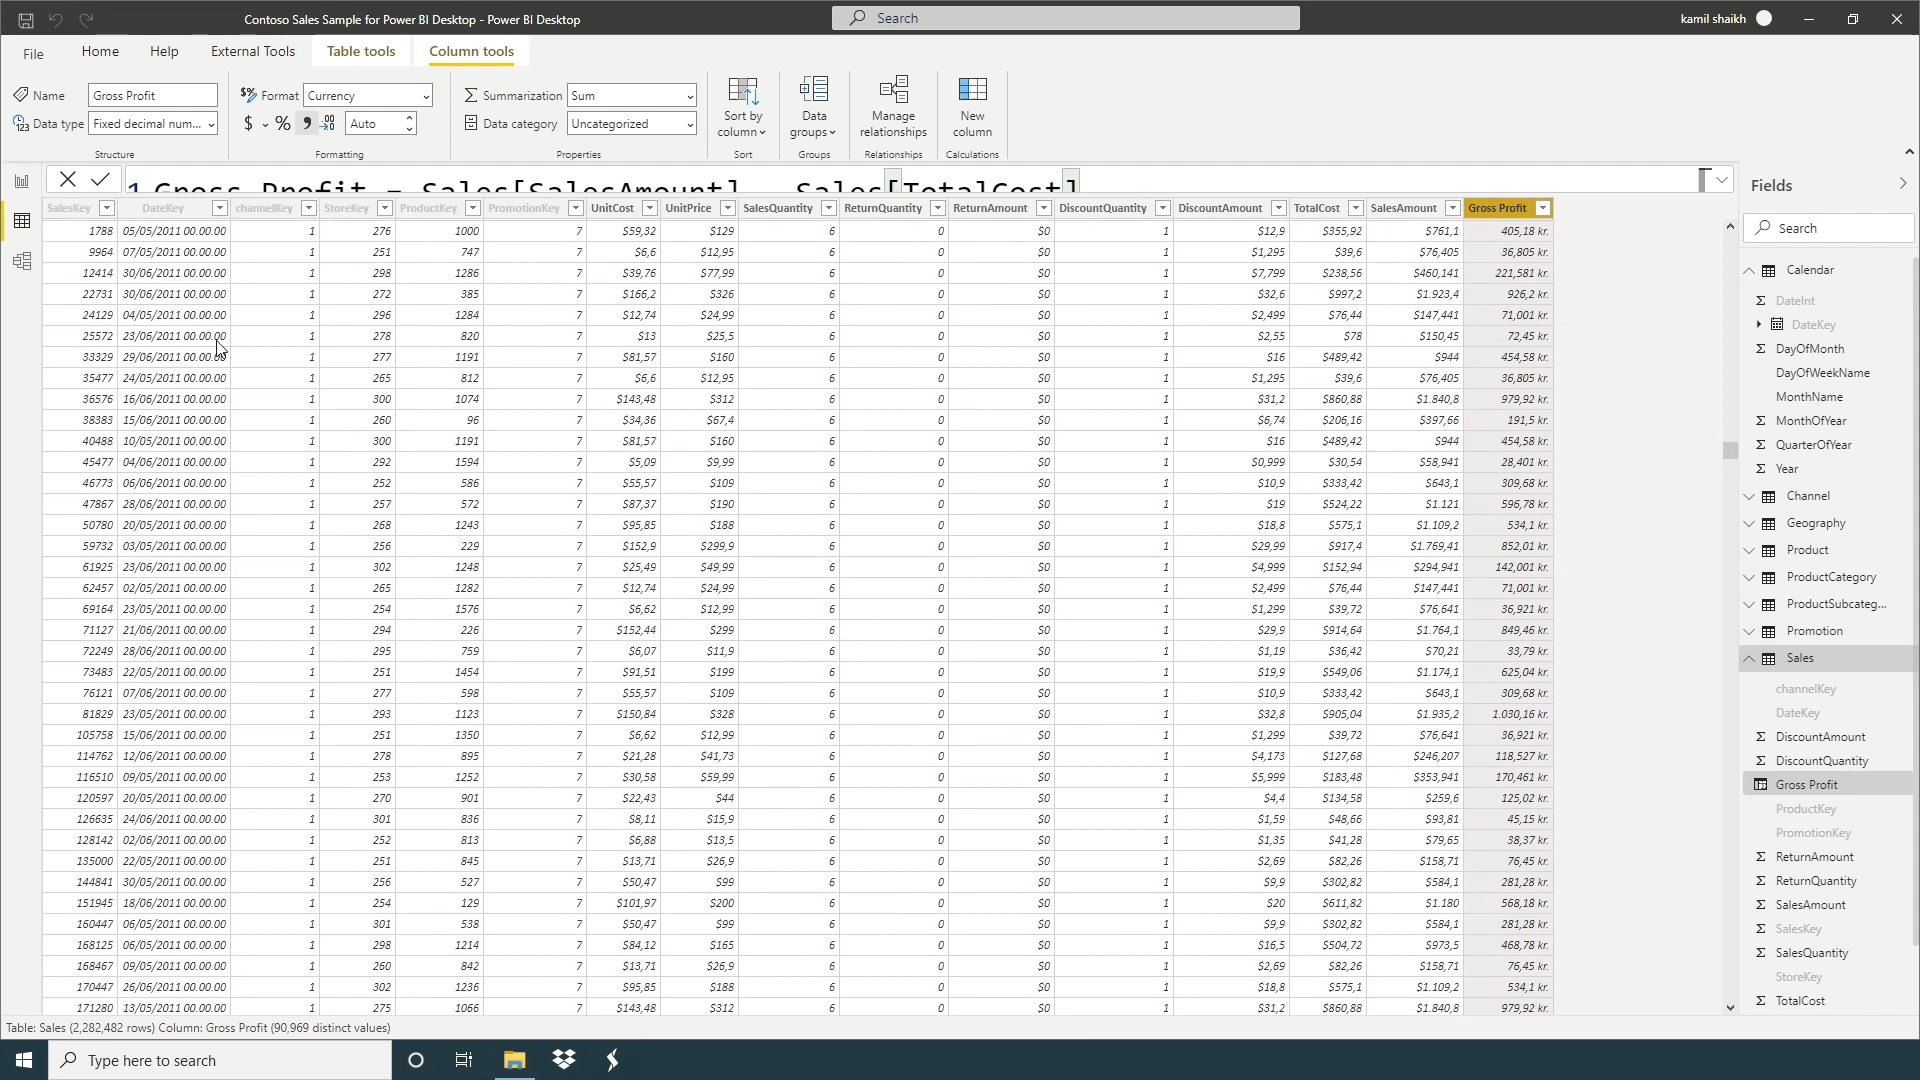 Contoso Sales Sample for Power BI Desktop - Power BI Desktop
Search
kamil shaikh
File Home Help External Tools Table tools Column tools
Name Gross Profit
Format Currency
Summarization Sum
Data type Fixed decimal num...
$ % 9 Auto
Data category Uncategorized
Sort by column
Data groups
Manage relationships
New column
Structure Formatting Properties Sort Groups Relationships Calculations
1 Gross Profit = Sales[SalesAmount] - Sales[TotalCost]
SalesKey DateKey channelKey StoreKey ProductKey PromotionKey UnitCost UnitPrice SalesQuantity ReturnQuantity ReturnAmount DiscountQuantity DiscountAmount TotalCost SalesAmount Gross Profit
1788 05/05/2011 00.00.00 1 276 1000 7 $59,32 $129 6 0 $0 1 $12,9 $355,92 $761,1 405,18 kr.
9964 07/05/2011 00.00.00 1 251 747 7 $6,6 $12,95 6 0 $0 1 $1,295 $39,6 $76,405 36,805 kr.
12414 30/06/2011 00.00.00 1 298 1286 7 $39,76 $77,99 6 0 $0 1 $7,799 $238,56 $460,141 221,581 kr.
22731 30/06/2011 00.00.00 1 272 385 7 $166,2 $326 6 0 $0 1 $32,6 $997,2 $1.923,4 926,2 kr.
24129 04/05/2011 00.00.00 1 296 1284 7 $12,74 $24,99 6 0 $0 1 $2,499 $76,44 $147,441 71,001 kr.
25572 23/06/2011 00.00.00 1 278 820 7 $13 $25,5 6 0 $0 1 $2,55 $78 $150,45 72,45 kr.
33329 29/06/2011 00.00.00 1 277 1191 7 $81,57 $160 6 0 $0 1 $16 $489,42 $944 454,58 kr.
35477 24/05/2011 00.00.00 1 265 812 7 $6,6 $12,95 6 0 $0 1 $1,295 $39,6 $76,405 36,805 kr.
36576 16/06/2011 00.00.00 1 300 1074 7 $143,48 $312 6 0 $0 1 $31,2 $860,88 $1.840,8 979,92 kr.
38383 15/06/2011 00.00.00 1 260 96 7 $34,36 $67,4 6 0 $0 1 $6,74 $206,16 $397,66 191,5 kr.
40488 10/05/2011 00.00.00 1 300 1191 7 $81,57 $160 6 0 $0 1 $16 $489,42 $944 454,58 kr.
45477 04/06/2011 00.00.00 1 292 1594 7 $5,09 $9,99 6 0 $0 1 $0,999 $30,54 $58,941 28,401 kr.
46773 06/06/2011 00.00.00 1 252 586 7 $55,57 $109 6 0 $0 1 $10,9 $333,42 $643,1 309,68 kr.
47867 28/06/2011 00.00.00 1 257 572 7 $87,37 $190 6 0 $0 1 $19 $524,22 $1.121 596,78 kr.
50780 20/05/2011 00.00.00 1 268 1243 7 $95,85 $188 6 0 $0 1 $18,8 $575,1 $1.109,2 534,1 kr.
59732 03/05/2011 00.00.00 1 256 229 7 $152,9 $299,9 6 0 $0 1 $29,99 $917,4 $1.769,41 852,01 kr.
61925 23/06/2011 00.00.00 1 302 1248 7 $25,49 $49,99 6 0 $0 1 $4,999 $152,94 $294,941 142,001 kr.
62457 02/05/2011 00.00.00 1 265 1282 7 $12,74 $24,99 6 0 $0 1 $2,499 $76,44 $147,441 71,001 kr.
69164 23/05/2011 00.00.00 1 254 1576 7 $6,62 $12,99 6 0 $0 1 $1,299 $39,72 $76,641 36,921 kr.
71127 21/06/2011 00.00.00 1 294 226 7 $152,44 $299 6 0 $0 1 $29,9 $914,64 $1.764,1 849,46 kr.
72249 28/06/2011 00.00.00 1 295 759 7 $6,07 $11,9 6 0 $0 1 $1,19 $36,42 $70,21 33,79 kr.
73483 22/05/2011 00.00.00 1 251 1454 7 $91,51 $199 6 0 $0 1 $19,9 $549,06 $1.174,1 625,04 kr.
76121 07/06/2011 00.00.00 1 277 598 7 $55,57 $109 6 0 $0 1 $10,9 $333,42 $643,1 309,68 kr.
81829 23/05/2011 00.00.00 1 293 1123 7 $150,84 $328 6 0 $0 1 $32,8 $905,04 $1.935,2 1.030,16 kr.
105758 15/06/2011 00.00.00 1 251 1350 7 $6,62 $12,99 6 0 $0 1 $1,299 $39,72 $76,641 36,921 kr.
114762 12/06/2011 00.00.00 1 278 895 7 $21,28 $41,73 6 0 $0 1 $4,173 $127,68 $246,207 118,527 kr.
116510 09/05/2011 00.00.00 1 253 1252 7 $30,58 $59,99 6 0 $0 1 $5,999 $183,48 $353,941 170,461 kr.
120597 20/05/2011 00.00.00 1 270 901 7 $22,43 $44 6 0 $0 1 $4,4 $134,58 $259,6 125,02 kr.
126635 24/06/2011 00.00.00 1 301 836 7 $8,11 $15,9 6 0 $0 1 $1,59 $48,66 $93,81 45,15 kr.
128142 02/06/2011 00.00.00 1 252 813 7 $6,88 $13,5 6 0 $0 1 $1,35 $41,28 $79,65 38,37 kr.
135000 22/05/2011 00.00.00 1 251 845 7 $13,71 $26,9 6 0 $0 1 $2,69 $82,26 $158,71 76,45 kr.
144841 30/05/2011 00.00.00 1 256 527 7 $50,47 $99 6 0 $0 1 $9,9 $302,82 $584,1 281,28 kr.
151945 18/06/2011 00.00.00 1 254 129 7 $101,97 $200 6 0 $0 1 $20 $611,82 $1.180 568,18 kr.
160447 06/05/2011 00.00.00 1 301 538 7 $50,47 $99 6 0 $0 1 $9,9 $302,82 $584,1 281,28 kr.
168125 06/05/2011 00.00.00 1 298 1214 7 $84,12 $165 6 0 $0 1 $16,5 $504,72 $973,5 468,78 kr.
168467 09/05/2011 00.00.00 1 260 842 7 $13,71 $26,9 6 0 $0 1 $2,69 $82,26 $158,71 76,45 kr.
170447 26/06/2011 00.00.00 1 302 1236 7 $95,85 $188 6 0 $0 1 $18,8 $575,1 $1.109,2 534,1 kr.
171280 13/05/2011 00.00.00 1 275 1066 7 $143,48 $312 6 0 $0 1 $31,2 $860,88 $1.840,8 979,92 kr.
Fields
Search
Calendar
DateInt
DateKey
DayOfMonth
DayOfWeekName
MonthName
MonthOfYear
QuarterOfYear
Year
Channel
Geography
Product
ProductCategory
ProductSubcateg...
Promotion
Sales
channelKey
DateKey
DiscountAmount
DiscountQuantity
Gross Profit
ProductKey
PromotionKey
ReturnAmount
ReturnQuantity
SalesAmount
SalesKey
SalesQuantity
StoreKey
TotalCost
Table: Sales (2,282,482 rows) Column: Gross Profit (90,969 distinct values)
Type here to search